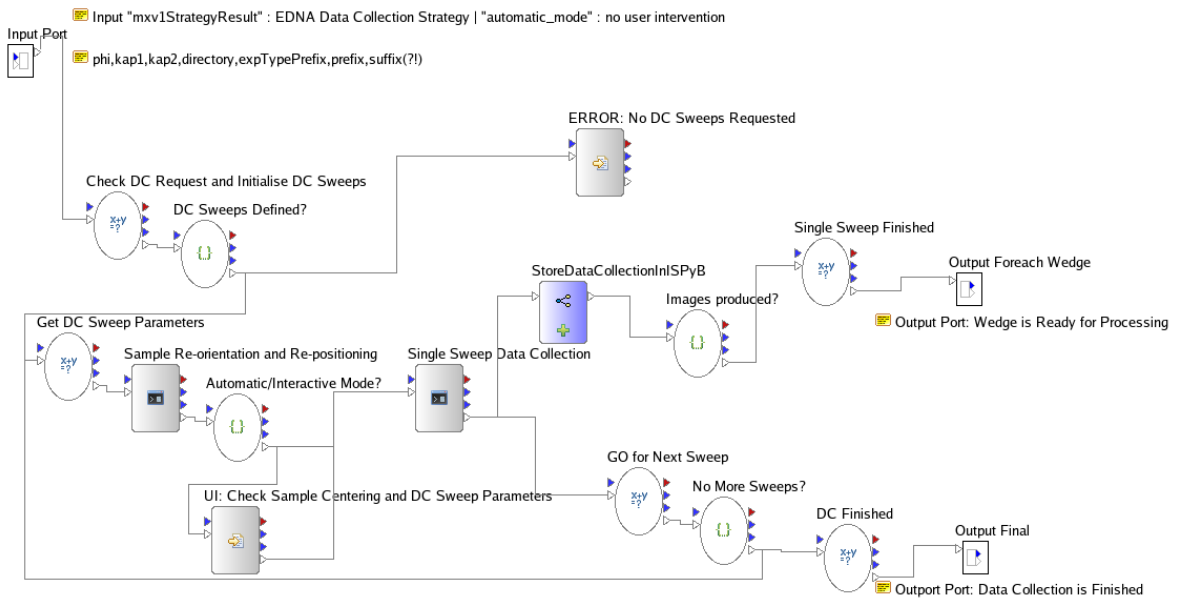 Input "mxv1StrategyResult" : EDNA Data Collection Strategy | "automatic_mode" : no user intervention
Input Port
phi,kap1,kap2,directory,expTypePrefix,prefix,suffix(?!)
ERROR: No DC Sweeps Requested
Check DC Request and Initialise DC Sweeps
x+y
=?
DC Sweeps Defined?
{.}
Single Sweep Finished
x+y
=?
Output Foreach Wedge
StoreDataCollectionInISPyB
Images produced?
{.}
Output Port: Wedge is Ready for Processing
Get DC Sweep Parameters
x+y
=?
Sample Re-orientation and Re-positioning
Automatic/Interactive Mode?
{.}
Single Sweep Data Collection
UI: Check Sample Centering and DC Sweep Parameters
GO for Next Sweep
x+y
=?
No More Sweeps?
{.}
DC Finished
x+y
=?
Output Final
Outport Port: Data Collection is Finished